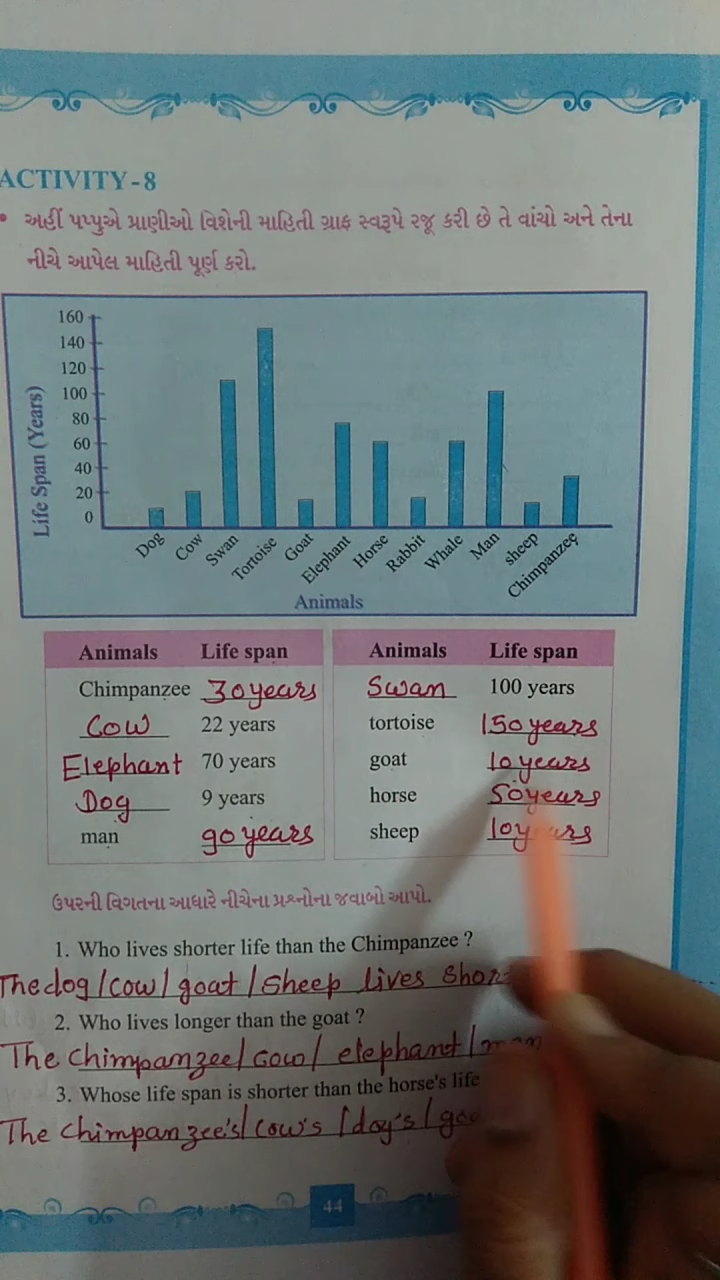 ACTIVITY-8
• અહીં પપ્પુએ પ્રાણીઓ વિશેની માહિતી ગ્રાફ સ્વરૂપે રજૂ કરી છે તે વાંચો અને તેના
નીચે આપેલ માહિતી પૂર્ણ કરો.
160
140
120
100
80
60
40
20
0
Life Span (Years)
Dog Cow Swan Tortoise Goat Elephant Horse Rabbit Whale Man sheep Chimpanzee
Animals
Animals Life span Animals Life span
Chimpanzee 30 years Swan 100 years
Cow 22 years tortoise 150 years
Elephant 70 years goat 10 years
Dog 9 years horse 50 years
man 90 years sheep
ઉપરની વિગતના આધારે નીચેના પ્રશ્નોના જવાબો આપો.
1. Who lives shorter life than the Chimpanzee ?
The dog / cow / goat / sheep lives
2. Who lives longer than the goat ?
The chimpanzee / cow / elephant /
3. Whose life span is shorter than the horse's life
The chimpanzee's / cow's / /
44